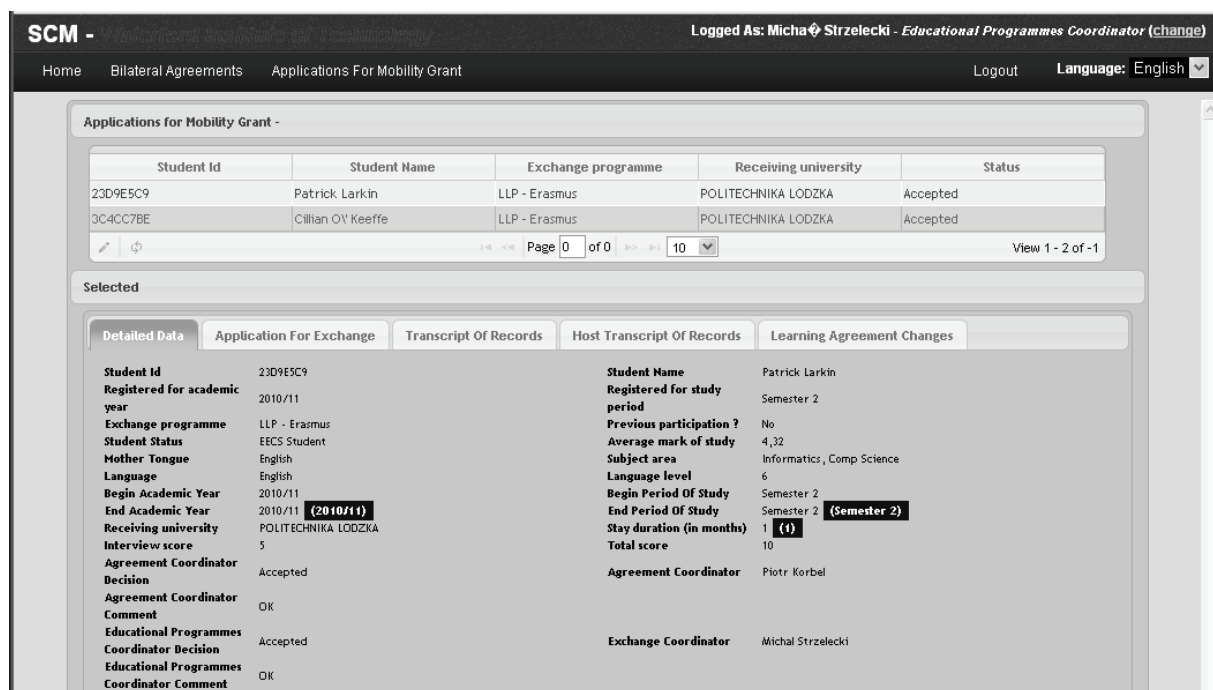 SCM -
Logged As: Micha� Strzelecki - Educational Programmes Coordinator (change)
Home Bilateral Agreements Applications For Mobility Grant Logout Language: English
Applications for Mobility Grant -
Student Id Student Name Exchange programme Receiving university Status
23D9E5C9 Patrick Larkin LLP - Erasmus POLITECHNIKA LODZKA Accepted
3C4CC7BE Cillian O\' Keeffe LLP - Erasmus POLITECHNIKA LODZKA Accepted
Page 0 of 0 10 View 1 - 2 of -1
Selected
Detailed Data Application For Exchange Transcript Of Records Host Transcript Of Records Learning Agreement Changes
Student Id 23D9E5C9 Student Name Patrick Larkin
Registered for academic year 2010/11 Registered for study period Semester 2
Exchange programme LLP - Erasmus Previous participation ? No
Student Status EECS Student Average mark of study 4,32
Mother Tongue English Subject area Informatics, Comp Science
Language English Language level 6
Begin Academic Year 2010/11 Begin Period Of Study Semester 2
End Academic Year 2010/11 (2010/11) End Period Of Study Semester 2 (Semester 2)
Receiving university POLITECHNIKA LODZKA Stay duration (in months) 1 (1)
Interview score 5 Total score 10
Agreement Coordinator Decision Accepted Agreement Coordinator Piotr Korbel
Agreement Coordinator Comment OK
Educational Programmes Coordinator Decision Accepted Exchange Coordinator Michal Strzelecki
Educational Programmes Coordinator Comment OK